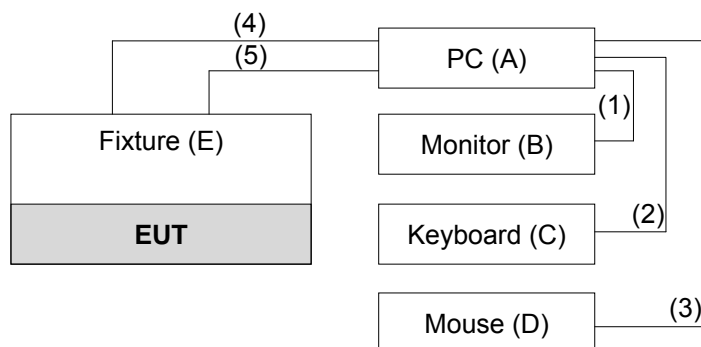 (4)
(5)
PC (A)
(1)
Fixture (E)
Monitor (B)
EUT
Keyboard (C)
(2)
Mouse (D)
(3)